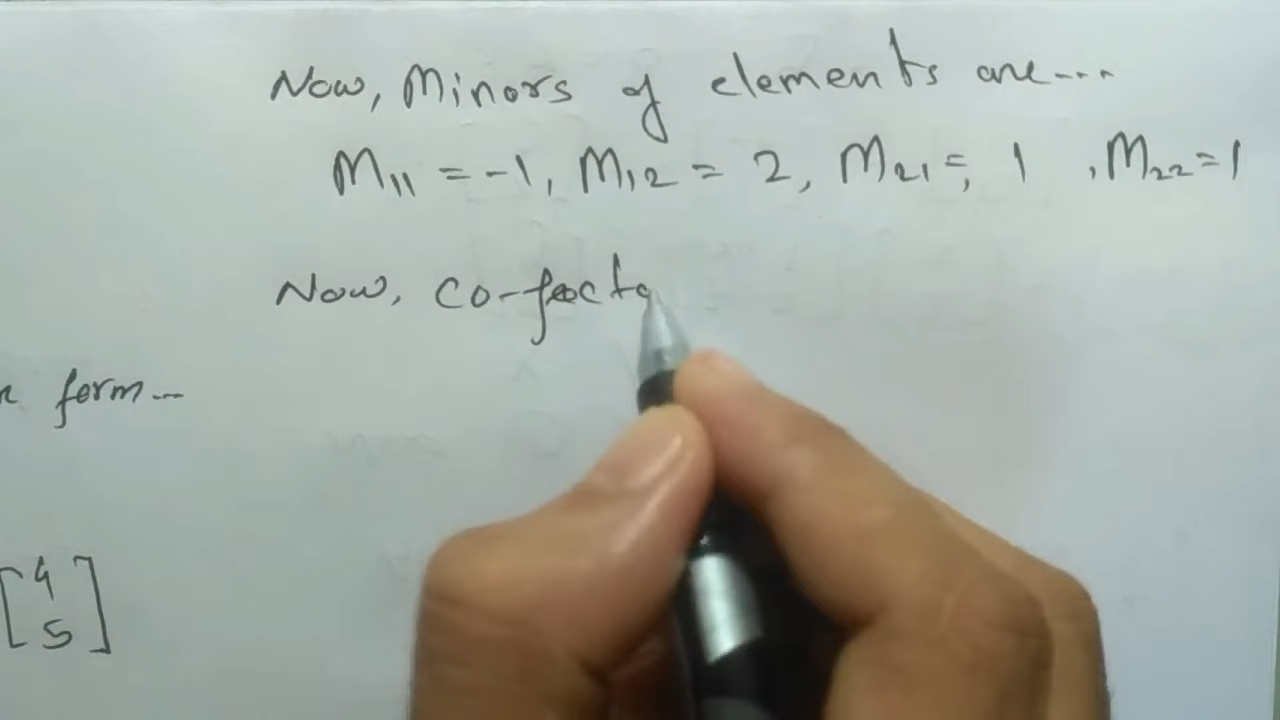 Now, Minors of elements are...
M₁₁ = -1, M₁₂ = 2, M₂₁ = 1 , M₂₂ = 1
Now, co-facto
form...
[4
5]